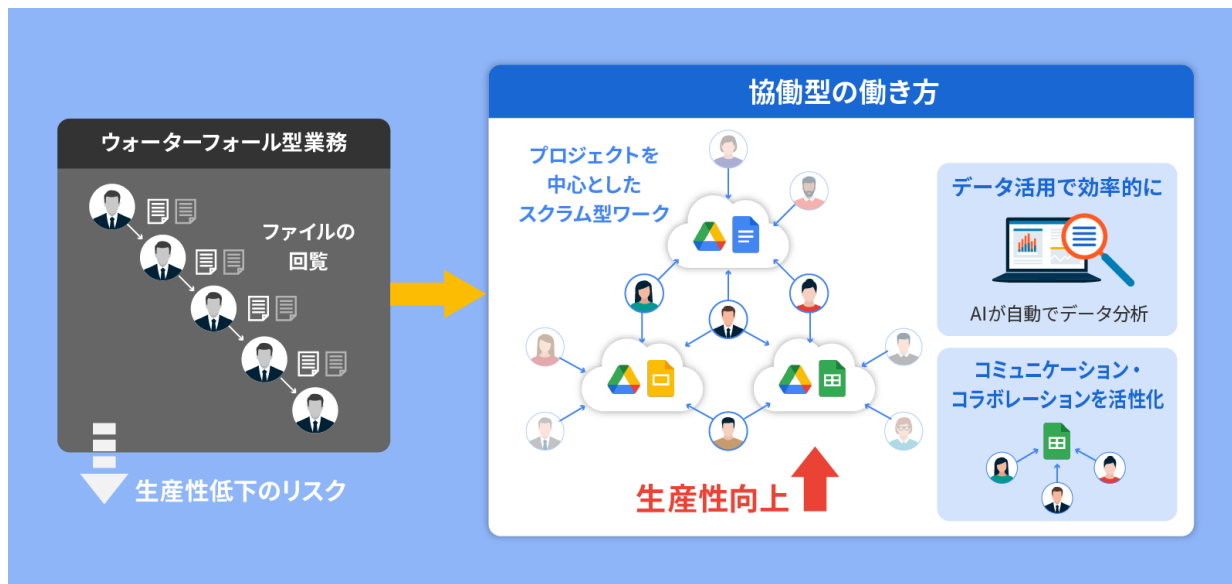 ウォーターフォール型業務
ファイルの
回覧
生産性低下のリスク
協働型の働き方
プロジェクトを
中心とした
スクラム型ワーク
生産性向上
データ活用で効率的に
AIが自動でデータ分析
コミュニケーション・
コラボレーションを活性化